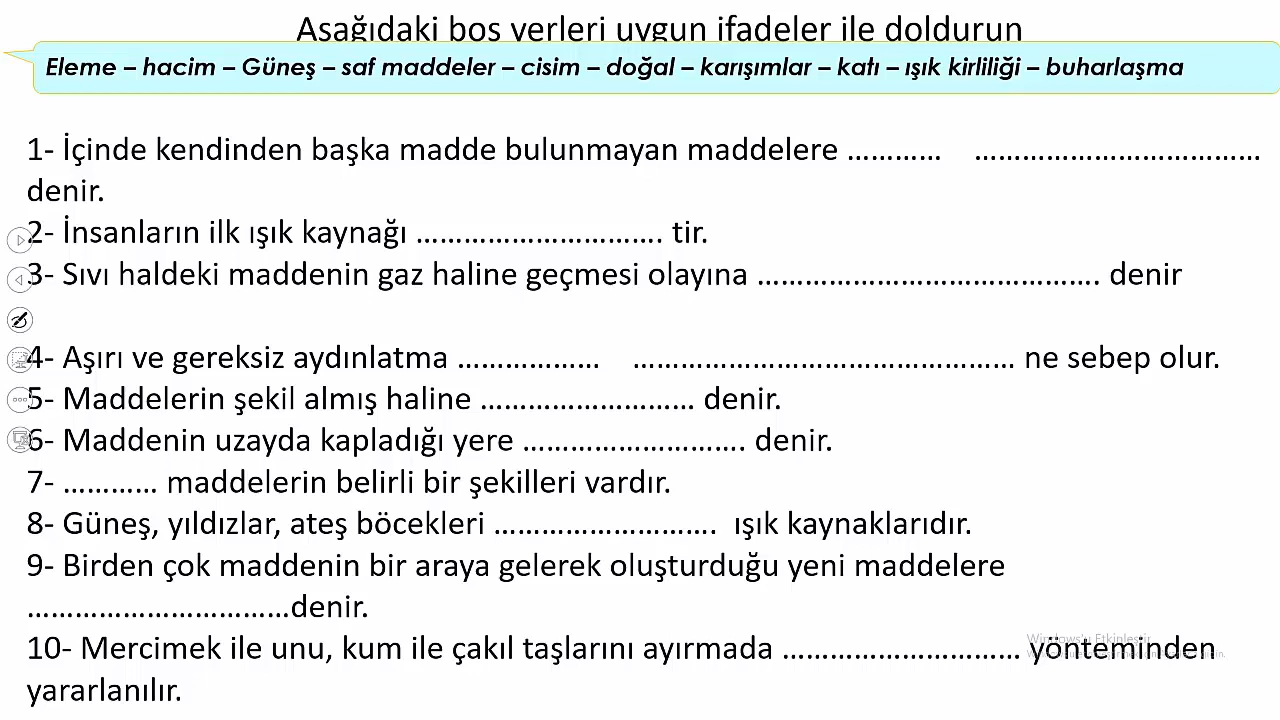 Aşağıdaki boş yerleri uygun ifadeler ile doldurun
Eleme – hacim – Güneş – saf maddeler – cisim – doğal – karışımlar – katı – ışık kirliliği – buharlaşma
1- İçinde kendinden başka madde bulunmayan maddelere ………… ………………………………
denir.
2- İnsanların ilk ışık kaynağı …………………………. tir.
3- Sıvı haldeki maddenin gaz haline geçmesi olayına ……………………………………. denir
4- Aşırı ve gereksiz aydınlatma ……………… ………………………………………… ne sebep olur.
5- Maddelerin şekil almış haline ……………………… denir.
6- Maddenin uzayda kapladığı yere ………………………. denir.
7- ………… maddelerin belirli bir şekilleri vardır.
8- Güneş, yıldızlar, ateş böcekleri ………………………. ışık kaynaklarıdır.
9- Birden çok maddenin bir araya gelerek oluşturduğu yeni maddelere
……………………………denir.
10- Mercimek ile unu, kum ile çakıl taşlarını ayırmada ………………………… yönteminden
yararlanılır.
Windows'u Etkinleştir